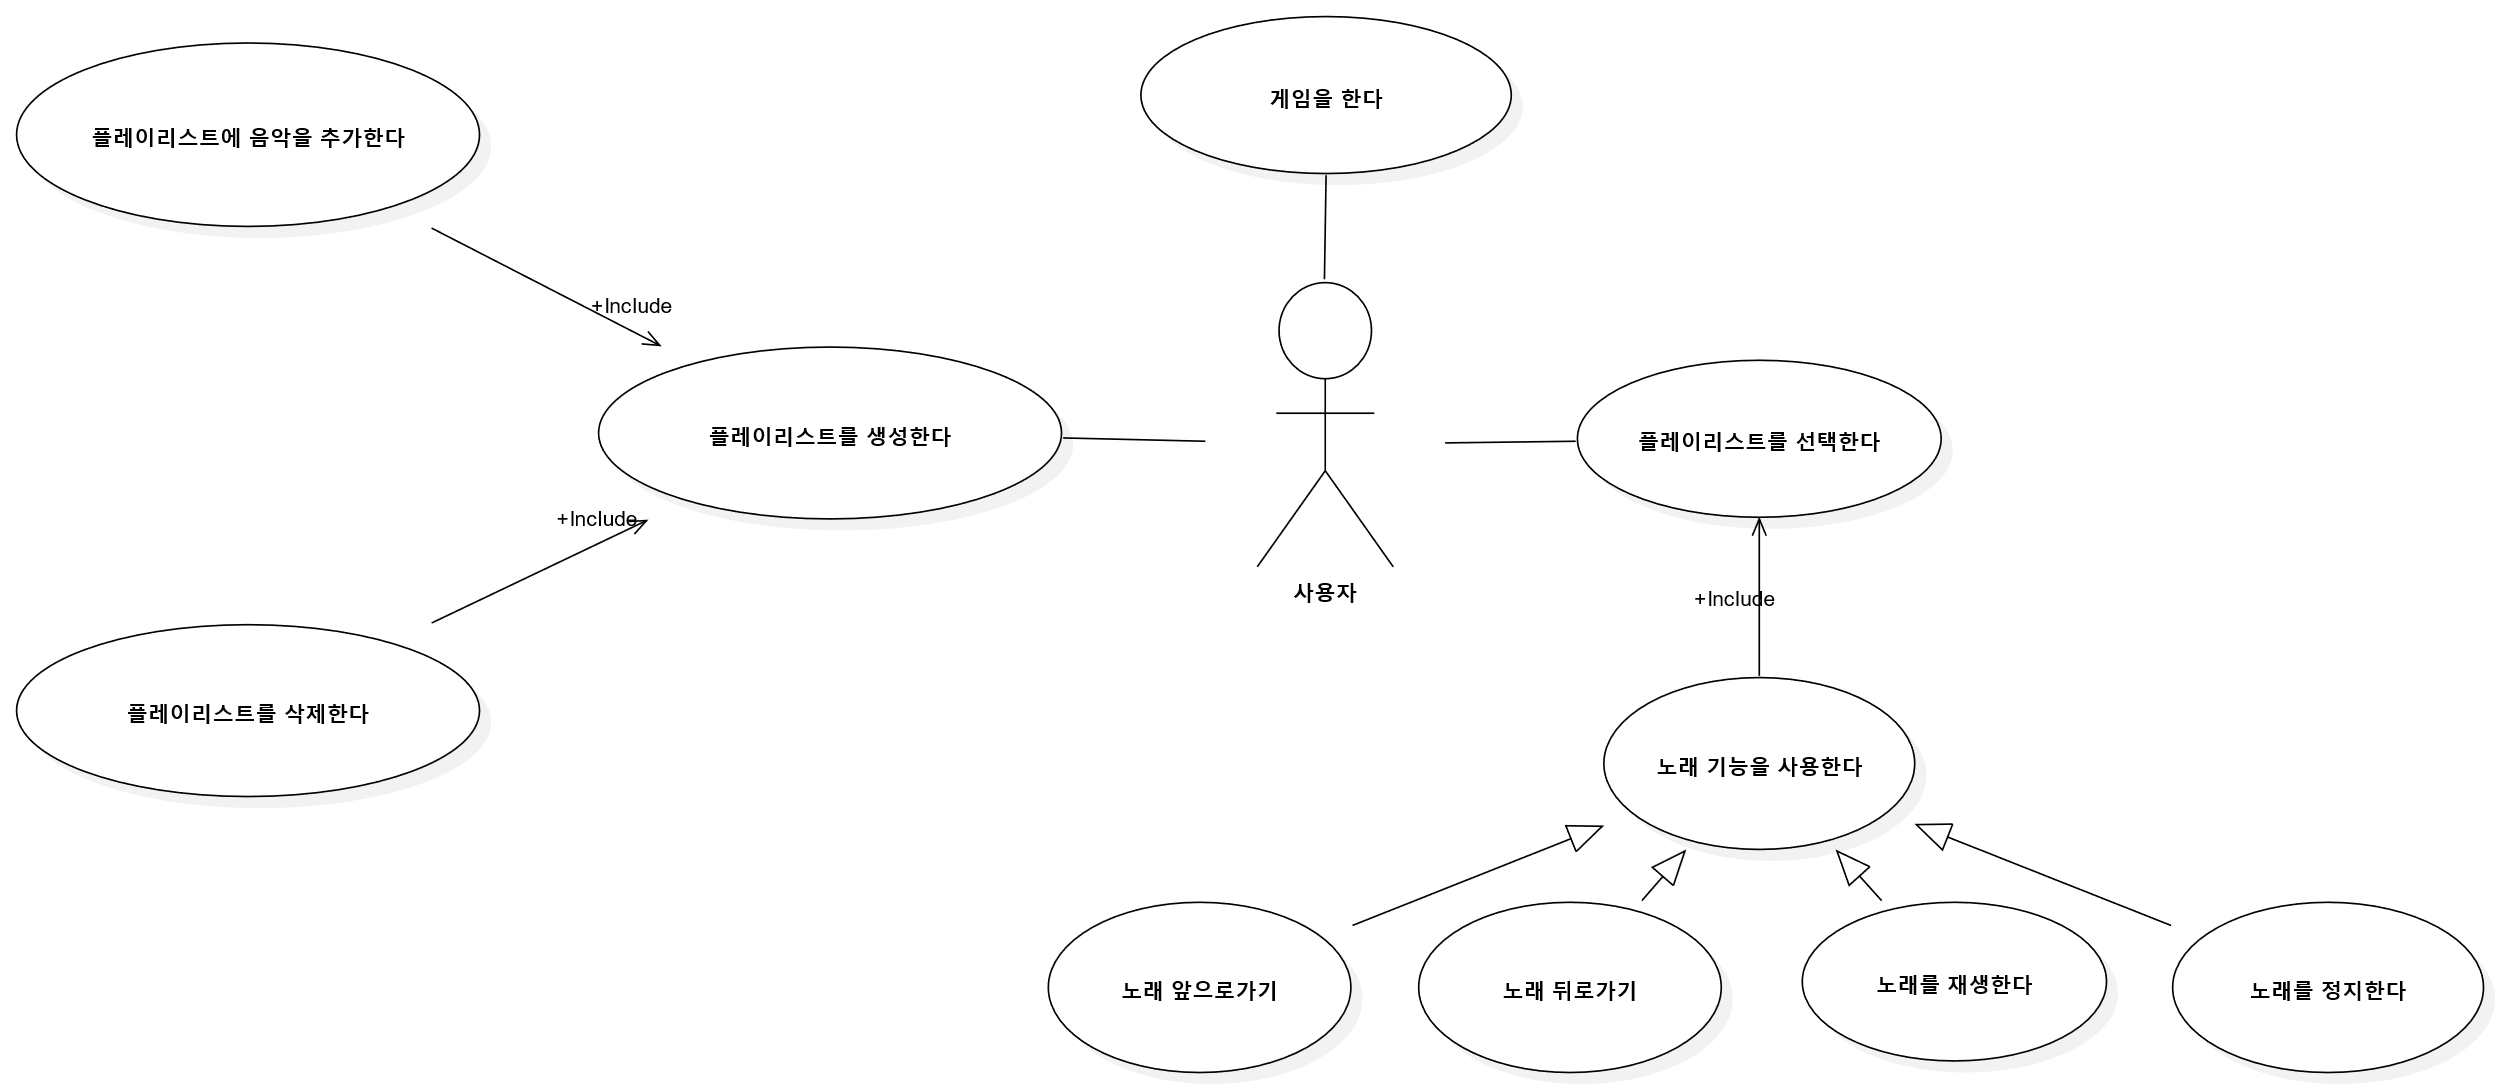 게임을 한다
플레이리스트에 음악을 추가한다
+Include
플레이리스트를 생성한다
플레이리스트를 선택한다
+Include
사용자
+Include
플레이리스트를 삭제한다
노래 기능을 사용한다
노래 앞으로가기
노래 뒤로가기
노래를 재생한다
노래를 정지한다